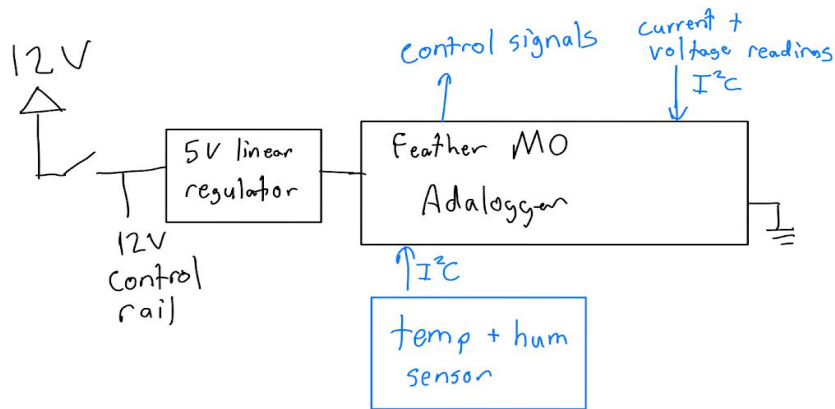 12V
control signals
current +
voltage readings
I²C
5V linear
regulator
Feather M0
Adalogger
12V
control
rail
I²C
temp + hum
sensor